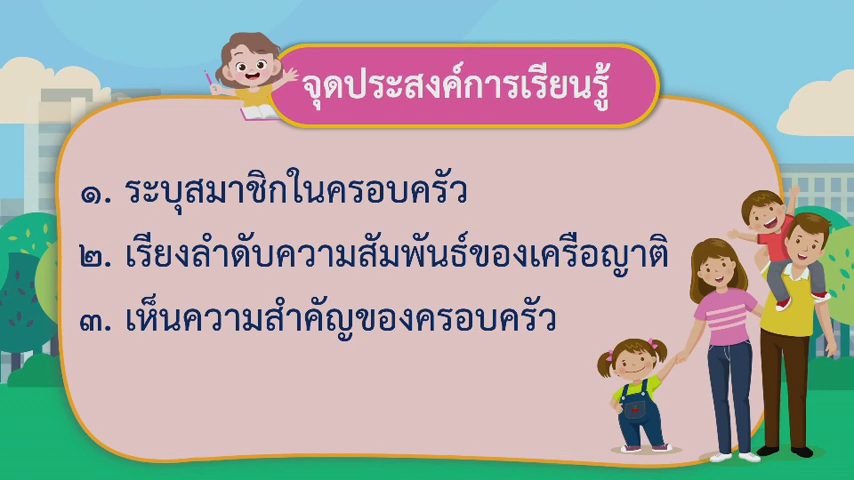 จุดประสงค์การเรียนรู้
๑. ระบุสมาชิกในครอบครัว
๒. เรียงลำดับความสัมพันธ์ของเครือญาติ
๓. เห็นความสำคัญของครอบครัว